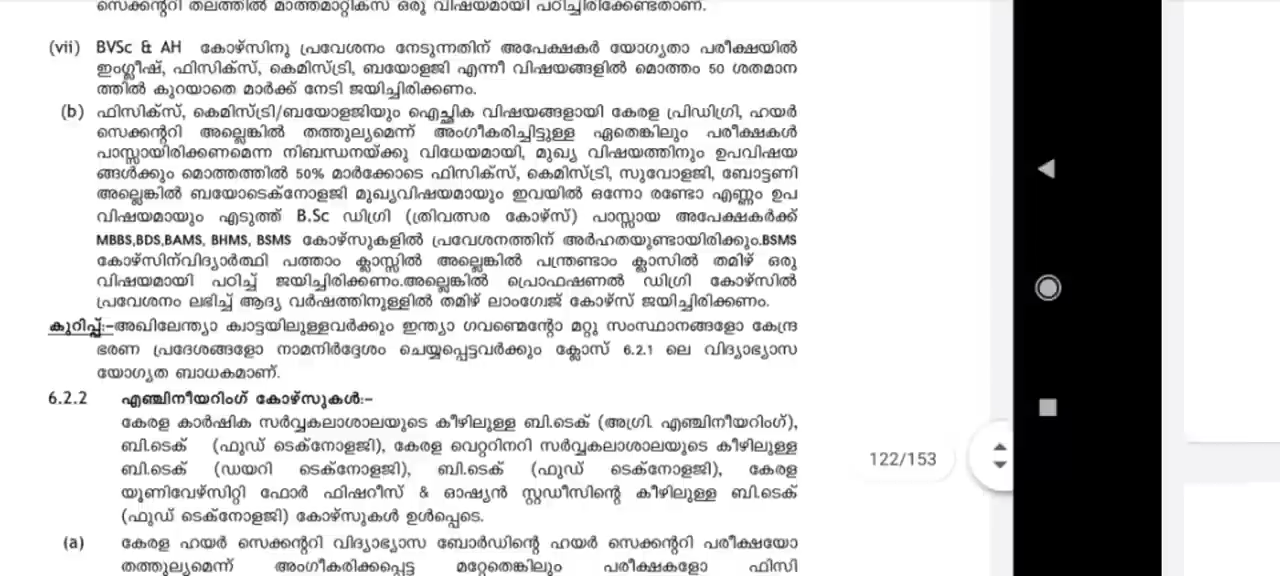 സെക്കന്ററി തലത്തിൽ മാത്തമാറ്റിക്സ് ഒരു വിഷയമായി പഠിച്ചിരിക്കേണ്ടതാണ്.
(vii) BVSc & AH കോഴ്സിനു പ്രവേശനം നേടുന്നതിന് അപേക്ഷകർ യോഗ്യതാ പരീക്ഷയിൽ
ഇംഗ്ലീഷ്, ഫിസിക്സ്, കെമിസ്ട്രി, ബയോളജി എന്നീ വിഷയങ്ങളിൽ മൊത്തം 50 ശതമാന
ത്തിൽ കുറയാതെ മാർക്ക് നേടി ജയിച്ചിരിക്കണം.
(b) ഫിസിക്സ്, കെമിസ്ട്രി/ബയോളജിയും ഐച്ഛിക വിഷയങ്ങളായി കേരള പ്രിഡിഗ്രി, ഹയർ
സെക്കന്ററി അല്ലെങ്കിൽ തത്തുല്യമെന്ന് അംഗീകരിച്ചിട്ടുള്ള ഏതെങ്കിലും പരീക്ഷകൾ
പാസ്സായിരിക്കണമെന്ന നിബന്ധനയ്ക്കു വിധേയമായി, മുഖ്യ വിഷയത്തിനും ഉപവിഷയ
ങ്ങൾക്കും മൊത്തത്തിൽ 50% മാർക്കോടെ ഫിസിക്സ്, കെമിസ്ട്രി, സുവോളജി, ബോട്ടണി
അല്ലെങ്കിൽ ബയോടെക്നോളജി മുഖ്യവിഷയമായും ഇവയിൽ ഒന്നോ രണ്ടോ എണ്ണം ഉപ
വിഷയമായും എടുത്ത് B.Sc ഡിഗ്രി (ത്രിവത്സര കോഴ്സ്) പാസ്സായ അപേക്ഷകർക്ക്
MBBS,BDS,BAMS, BHMS, BSMS കോഴ്സുകളിൽ പ്രവേശനത്തിന് അർഹതയുണ്ടായിരിക്കും.BSMS
കോഴ്സിന്‌വിദ്യാർത്ഥി പത്താം ക്ലാസ്സിൽ അല്ലെങ്കിൽ പന്ത്രണ്ടാം ക്ലാസിൽ തമിഴ് ഒരു
വിഷയമായി പഠിച്ച് ജയിച്ചിരിക്കണം.അല്ലെങ്കിൽ പ്രൊഫഷണൽ ഡിഗ്രി കോഴ്സിൽ
പ്രവേശനം ലഭിച്ച് ആദ്യ വർഷത്തിനുള്ളിൽ തമിഴ് ലാംഗ്വേജ് കോഴ്സ് ജയിച്ചിരിക്കണം.
കുറിപ്പ്:-അഖിലേന്ത്യാ ക്വാട്ടയിലുള്ളവർക്കും ഇന്ത്യാ ഗവണ്മെന്റോ മറ്റു സംസ്ഥാനങ്ങളോ കേന്ദ്ര
ഭരണ പ്രദേശങ്ങളോ നാമനിർദ്ദേശം ചെയ്യപ്പെട്ടവർക്കും ക്ലോസ് 6.2.1 ലെ വിദ്യാഭ്യാസ
യോഗ്യത ബാധകമാണ്.
6.2.2 എഞ്ചിനീയറിംഗ് കോഴ്സുകൾ:-
കേരള കാർഷിക സർവ്വകലാശാലയുടെ കീഴിലുള്ള ബി.ടെക് (അഗ്രി. എഞ്ചിനീയറിംഗ്),
ബി.ടെക് (ഫുഡ് ടെക്നോളജി), കേരള വെറ്ററിനറി സർവ്വകലാശാലയുടെ കീഴിലുള്ള
ബി.ടെക് (ഡയറി ടെക്നോളജി), ബി.ടെക് (ഫുഡ് ടെക്നോളജി), കേരള
യൂണിവേഴ്സിറ്റി ഫോർ ഫിഷറീസ് & ഓഷ്യൻ സ്റ്റഡീസിന്റെ കീഴിലുള്ള ബി.ടെക്
(ഫുഡ് ടെക്നോളജി) കോഴ്സുകൾ ഉൾപ്പെടെ.
(a) കേരള ഹയർ സെക്കന്ററി വിദ്യാഭ്യാസ ബോർഡിന്റെ ഹയർ സെക്കന്ററി പരീക്ഷയോ
തത്തുല്യമെന്ന് അംഗീകരിക്കപ്പെട്ട മറ്റേതെങ്കിലും പരീക്ഷകളോ ഫിസി
122/153